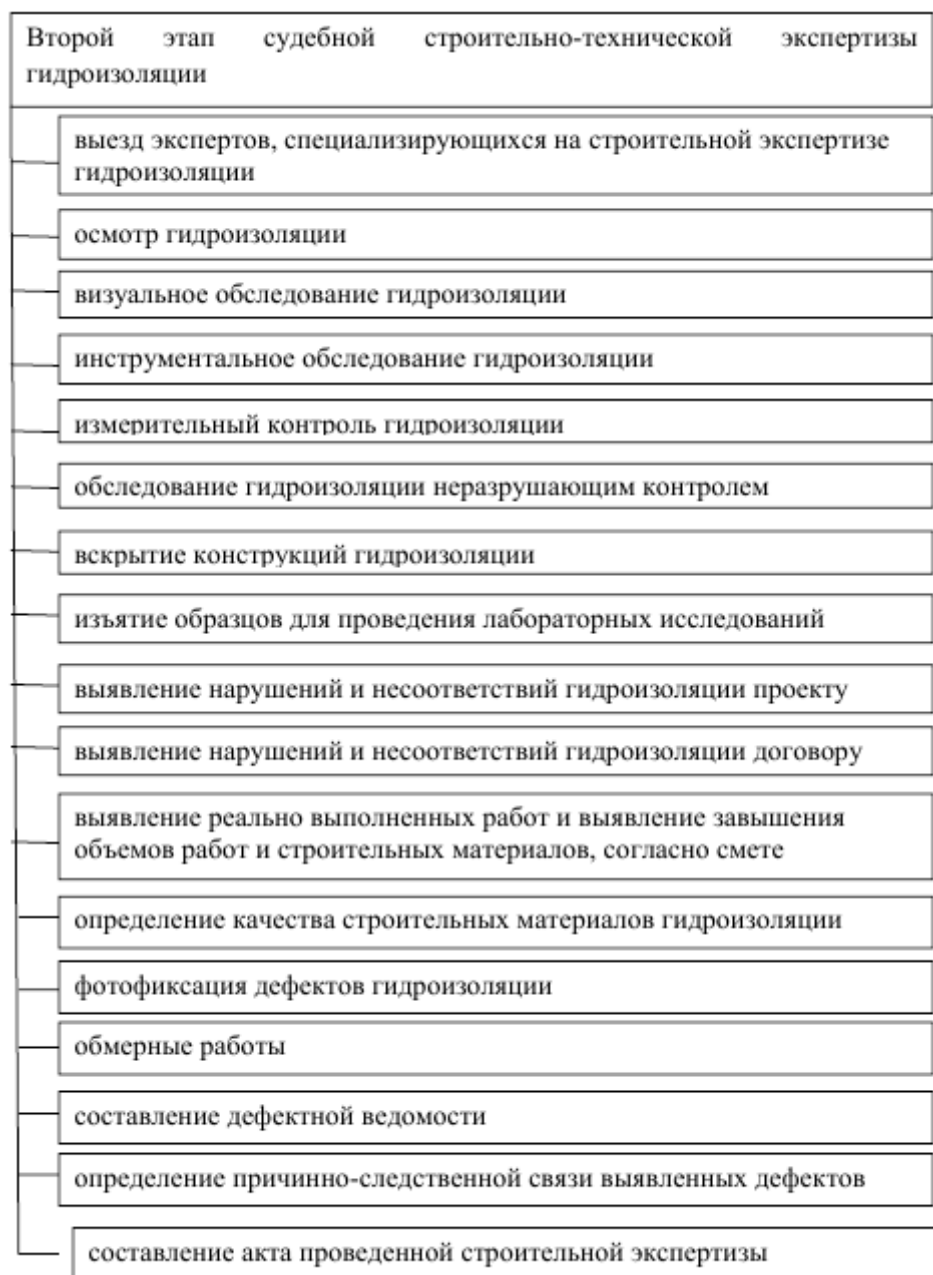 Второй этап судебной строительно-технической экспертизы
гидроизоляции
выезд экспертов, специализирующихся на строительной экспертизе
гидроизоляции
осмотр гидроизоляции
визуальное обследование гидроизоляции
инструментальное обследование гидроизоляции
измерительный контроль гидроизоляции
обследование гидроизоляции неразрушающим контролем
вскрытие конструкций гидроизоляции
изъятие образцов для проведения лабораторных исследований
выявление нарушений и несоответствий гидроизоляции проекту
выявление нарушений и несоответствий гидроизоляции договору
выявление реально выполненных работ и выявление завышения
объемов работ и строительных материалов, согласно смете
определение качества строительных материалов гидроизоляции
фотофиксация дефектов гидроизоляции
обмерные работы
составление дефектной ведомости
определение причинно-следственной связи выявленных дефектов
составление акта проведенной строительной экспертизы